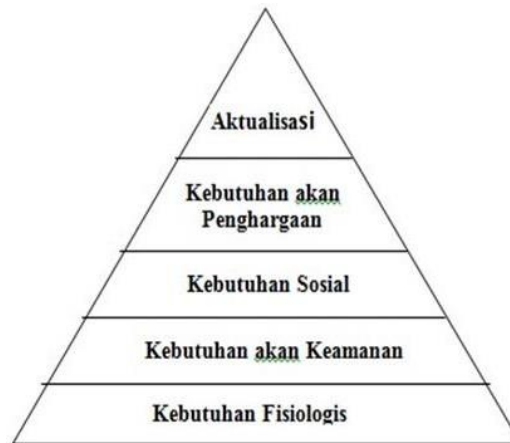 Aktualisasi
Kebutuhan akan
Penghargaan
Kebutuhan Sosial
Kebutuhan akan Keamanan
Kebutuhan Fisiologis